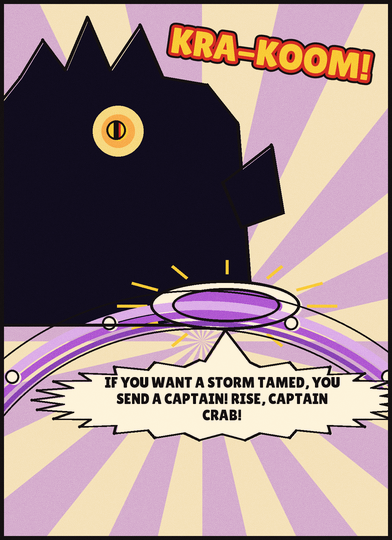 KRA-KOOM!
IF YOU WANT A STORM TAMED, YOU
SEND A CAPTAIN! RISE, CAPTAIN
CRAB!